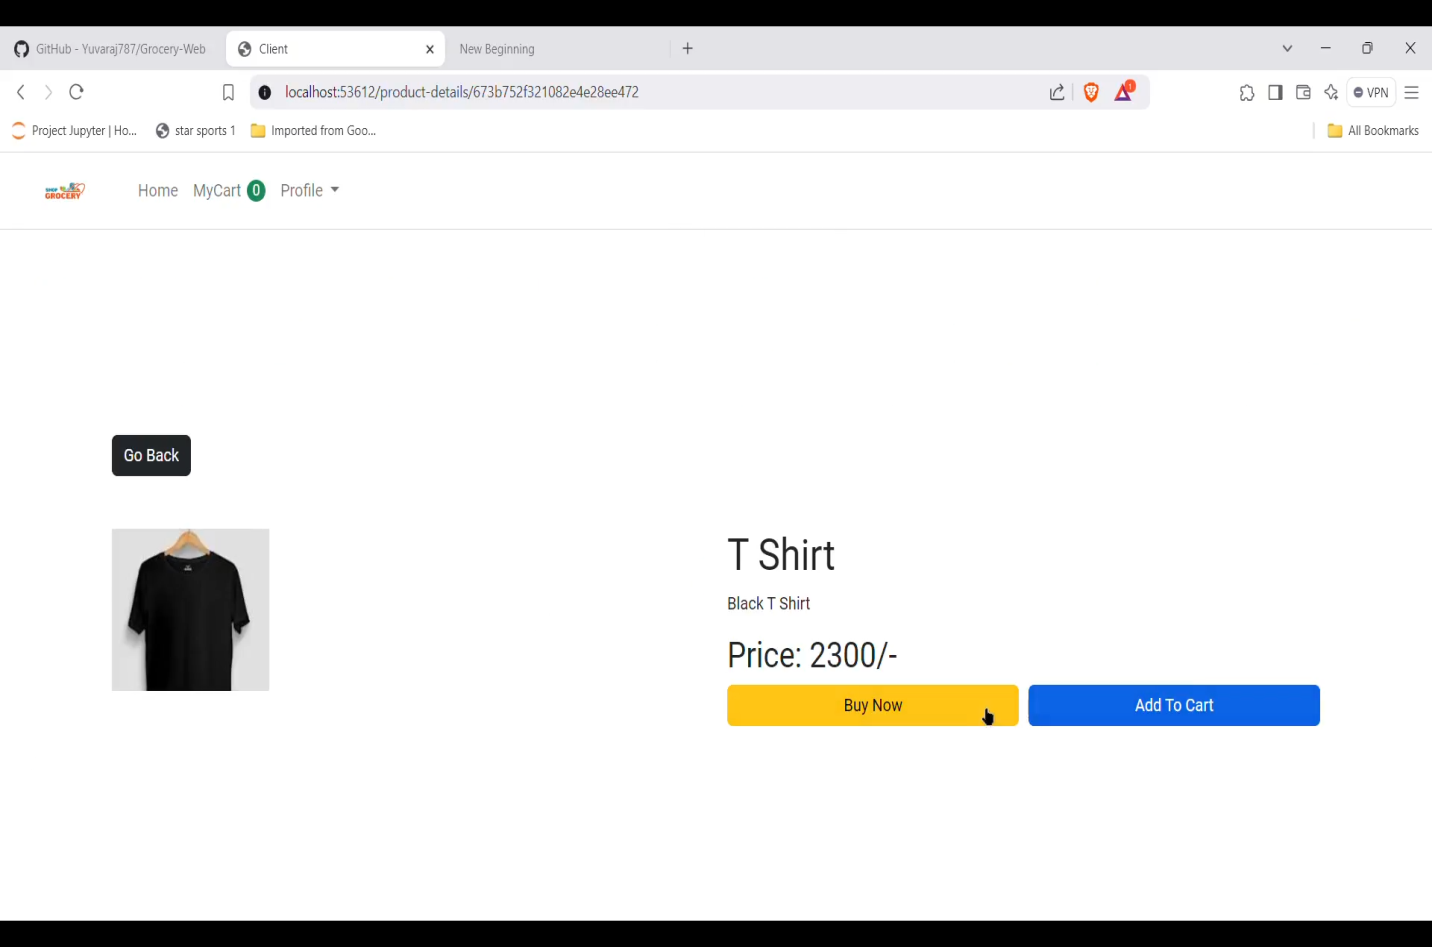 GitHub - Yuvaraj787/Grocery-Web
Client
New Beginning
localhost:53612/product-details/673b752f321082e4e28ee472
1
VPN
Project Jupyter | Ho...
star sports 1
Imported from Goo...
All Bookmarks
GROCERY
Home
MyCart 0
Profile
Go Back
T Shirt
Black T Shirt
Price: 2300/-
Buy Now
Add To Cart